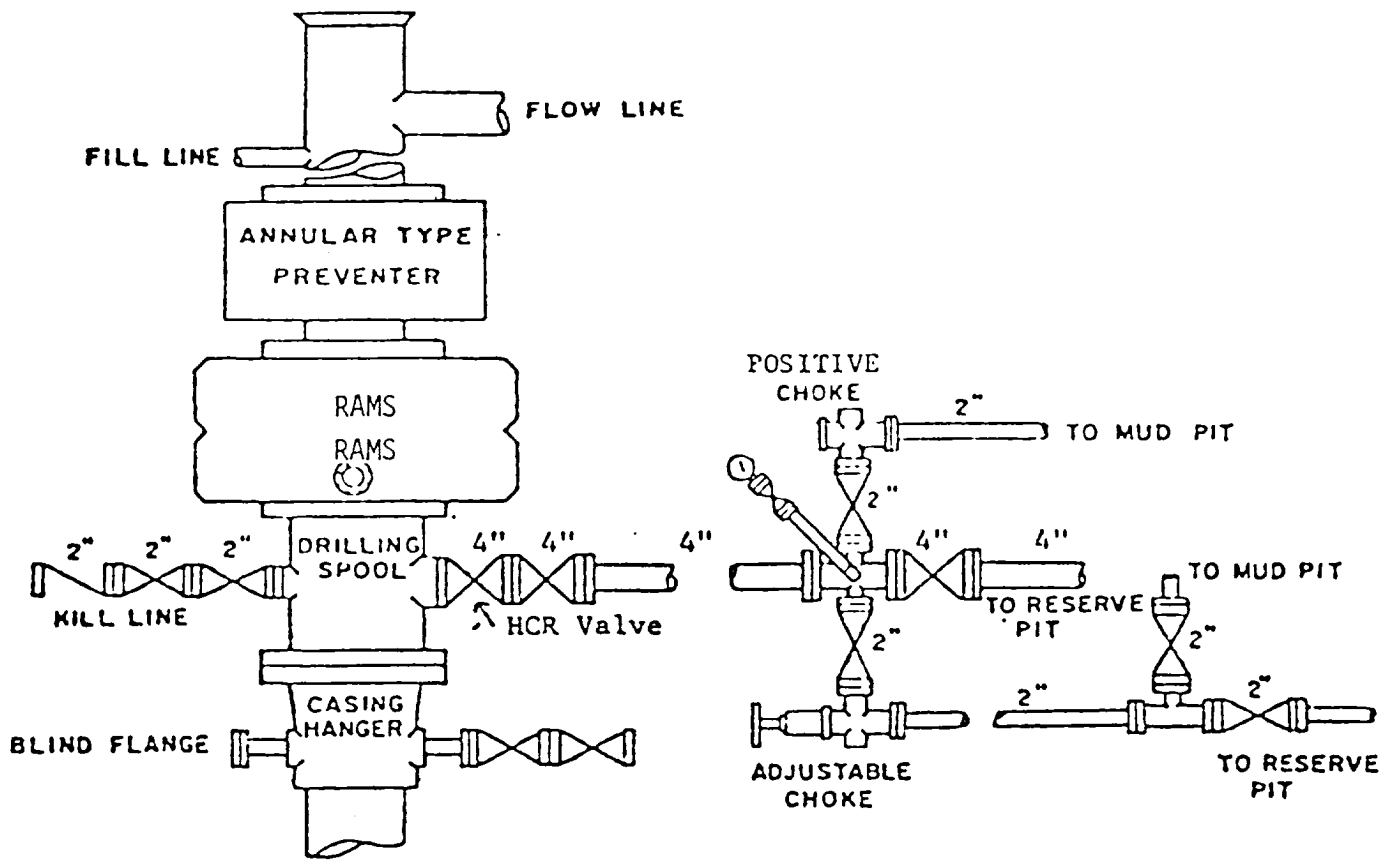 FLOW LINE
FILL LINE
ANNULAR TYPE
PREVENTER
RAMS
RAMS
POSITIVE
CHOKE
2"
TO MUD PIT
2"
2" 2" 2"
DRILLING
SPOOL
4" 4" 4"
4" 4"
KILL LINE
HCR Valve
TO RESERVE
PIT
TO MUD PIT
2"
2"
CASING
HANGER
BLIND FLANGE
ADJUSTABLE
CHOKE
2"
2"
TO RESERVE
PIT